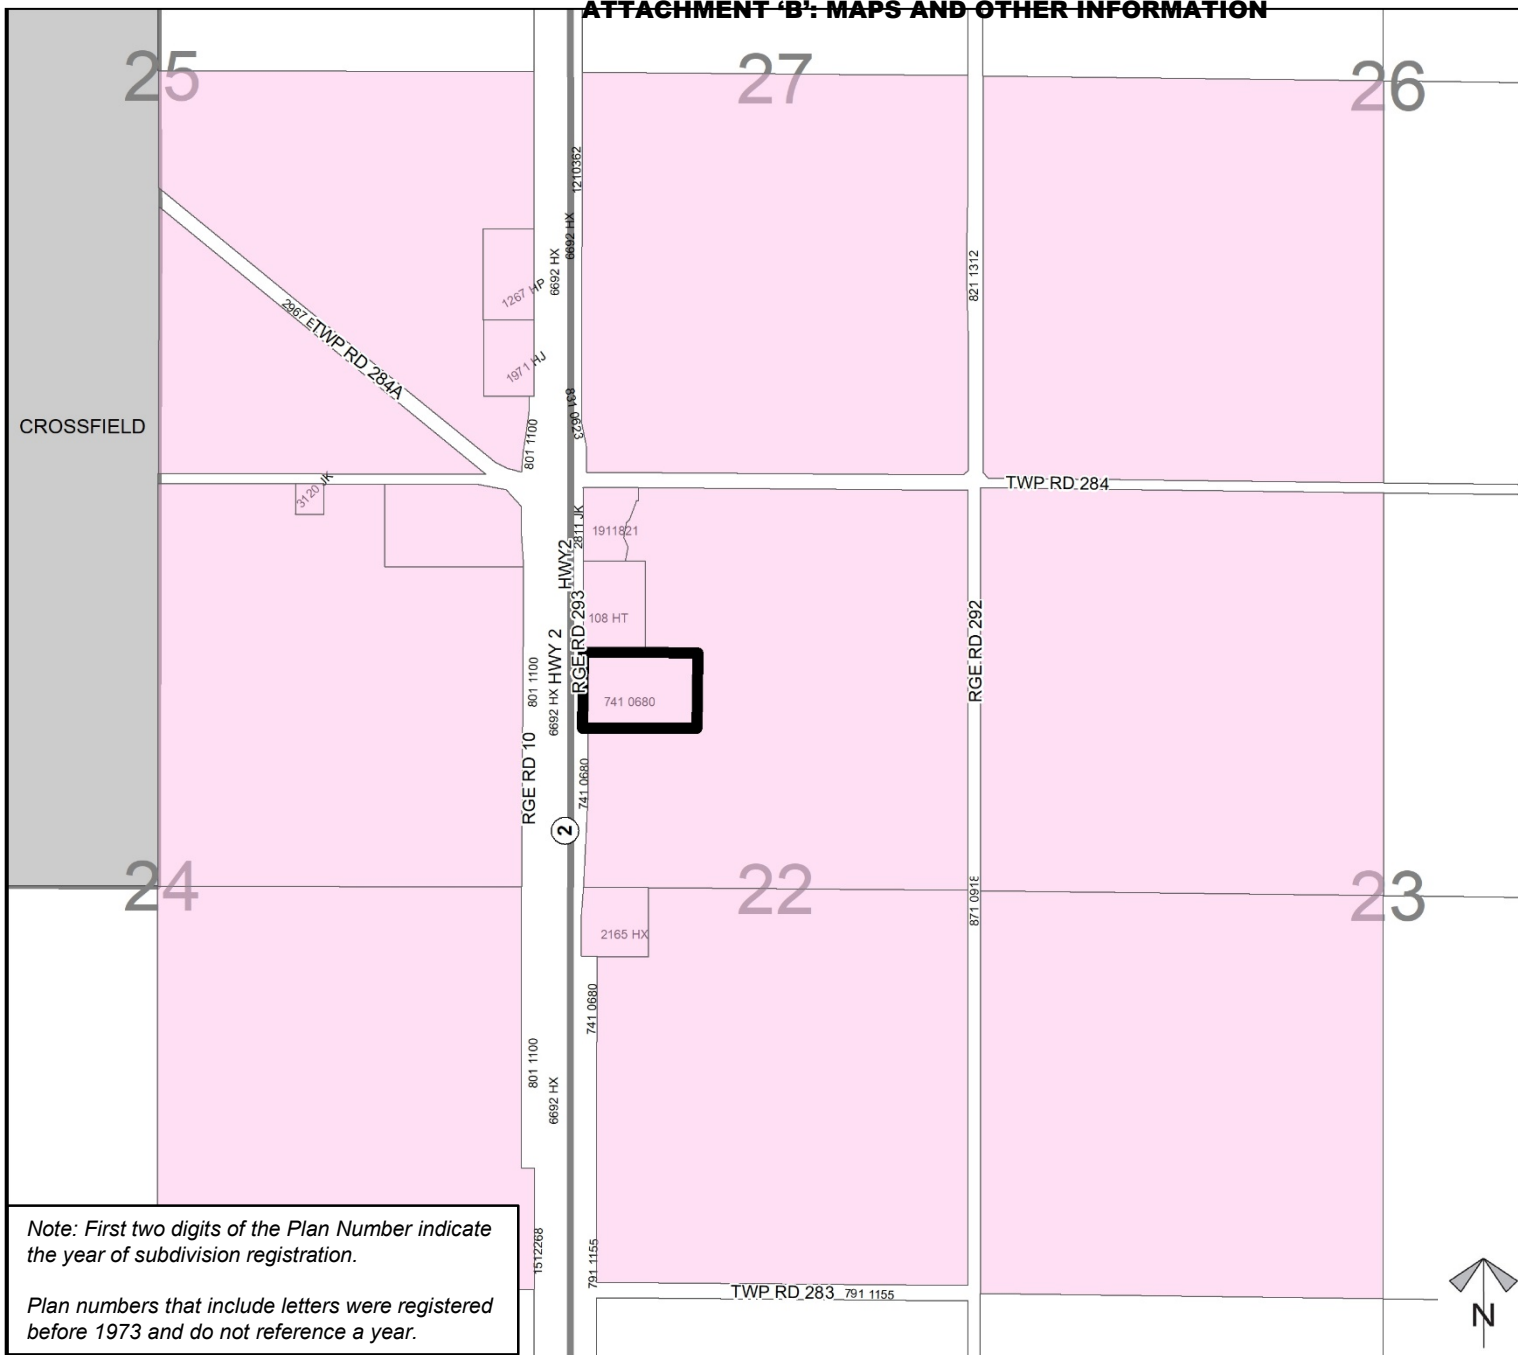 ATTACHMENT ‘B’: MAPS AND OTHER INFORMATION
25
27
26
1210362
6692 HX
6692 HX
821 1312
1267 HP
2967 E
TWP RD 284A
1971 HJ
831 0623
CROSSFIELD
801 1100
3120 JK
TWP RD 284
2811 JK
1911821
HWY2
108 HT
RGE RD 293
RGE RD 292
HWY 2
801 1100
6692 HX
741 0680
RGE RD 10
741 0680
2
24
22
23
871 0918
2165 HX
741 0680
801 1100
6692 HX
1512268
791 1155
TWP RD 283
791 1155
Note: First two digits of the Plan Number indicate
the year of subdivision registration.
Plan numbers that include letters were registered
before 1973 and do not reference a year.
N